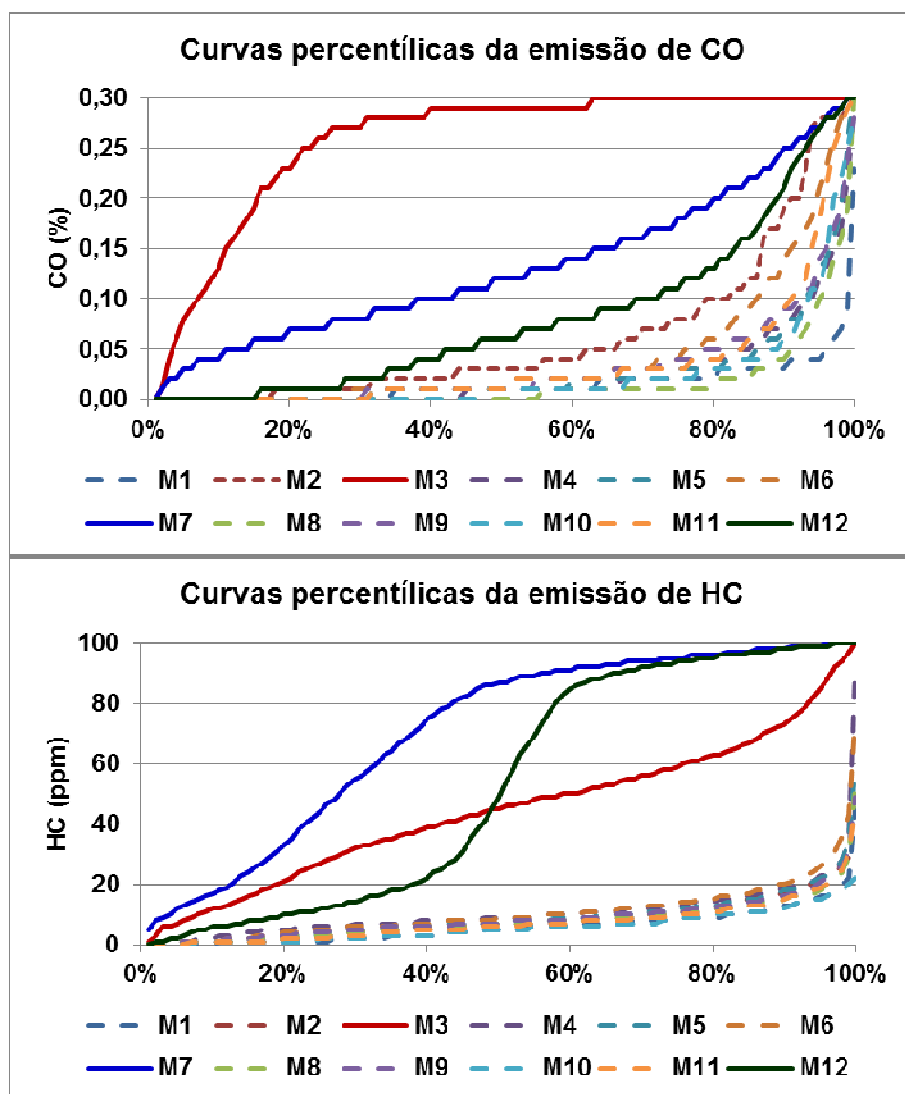 Curvas percentílicas da emissão de CO
0,30
0,25
0,20
0,15
0,10
0,05
0,00
CO (%)
0% 20% 40% 60% 80% 100%
M1 M2 M3 M4 M5 M6
M7 M8 M9 M10 M11 M12
Curvas percentílicas da emissão de HC
100
80
60
40
20
0
HC (ppm)
0% 20% 40% 60% 80% 100%
M1 M2 M3 M4 M5 M6
M7 M8 M9 M10 M11 M12